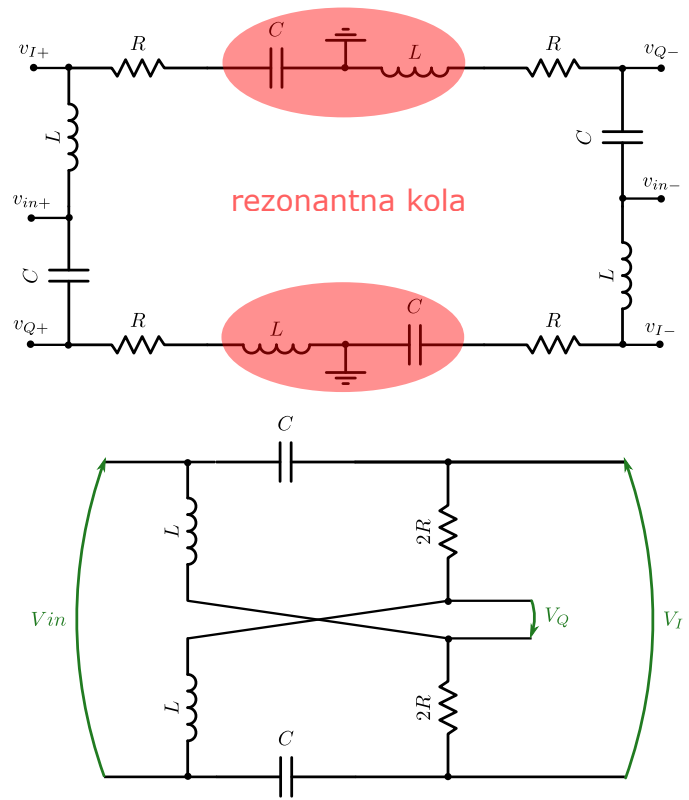 C
v_{I+} R L R v_{Q-}
L C
rezonantna kola
v_{in+} v_{in-}
C L
v_{Q+} R L C R v_{I-}
C
L 2R
Vin V_Q V_I
L 2R
C